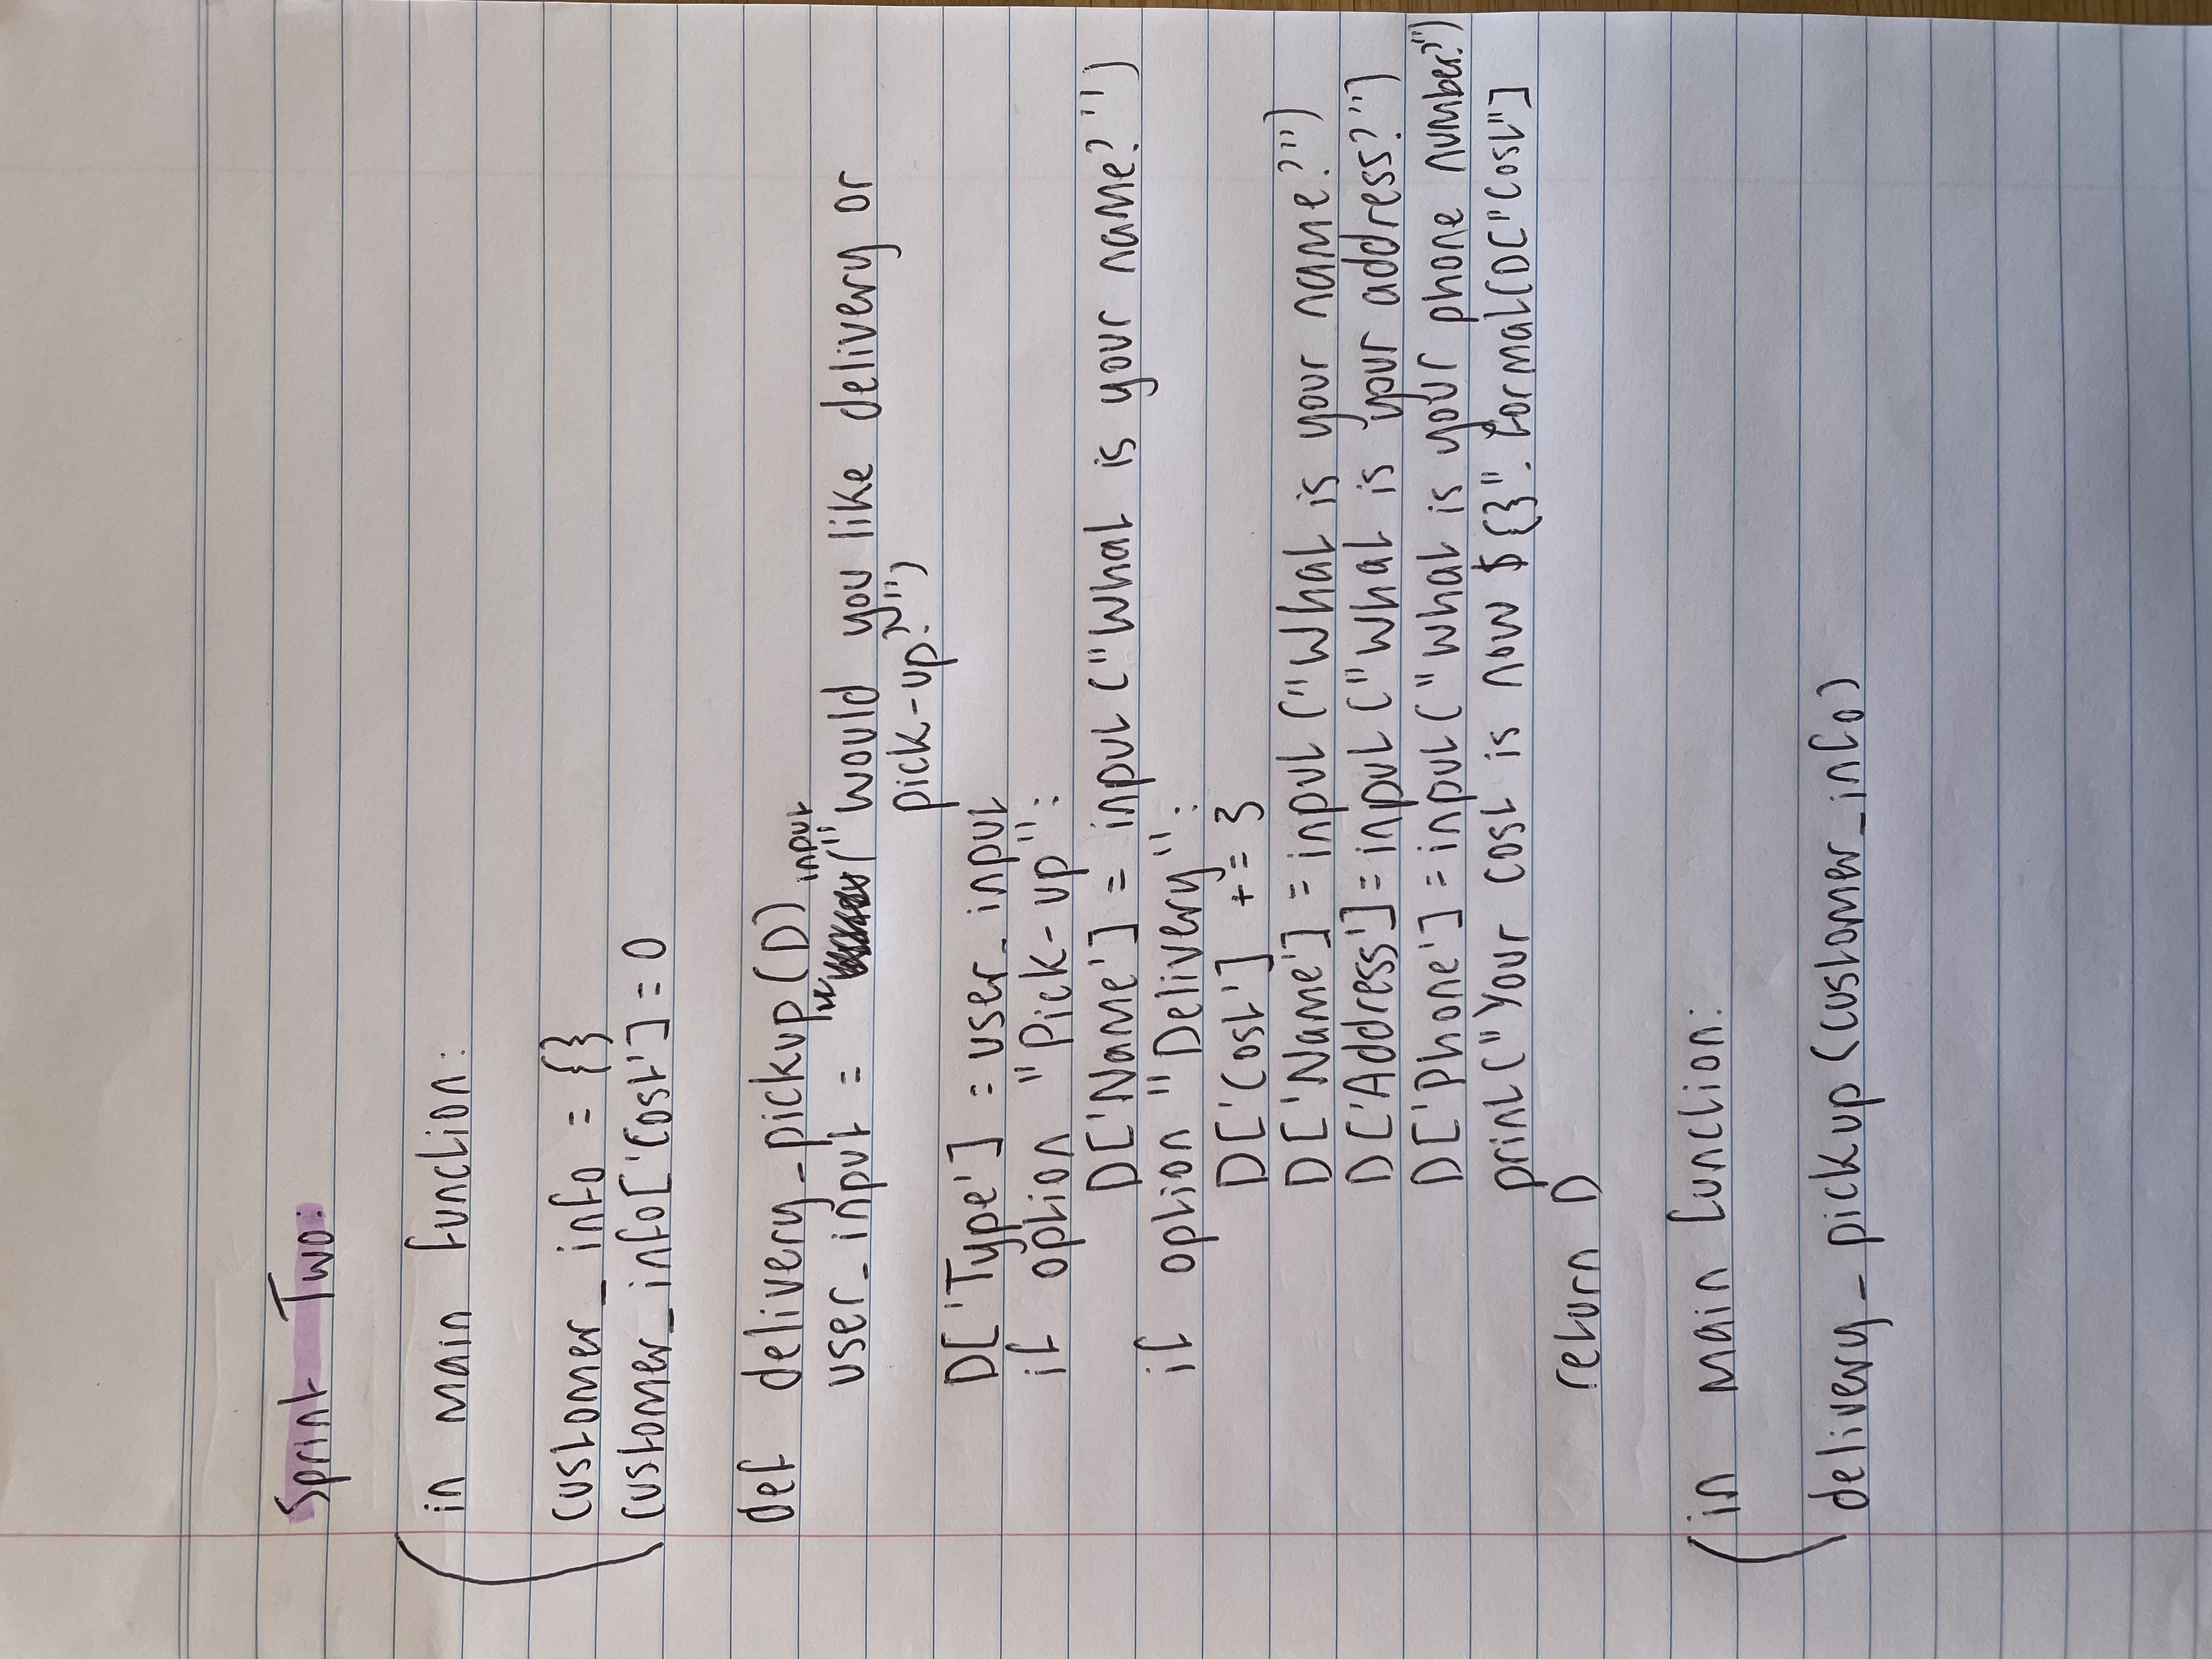 Sprint Two:
in main function:
customer_info = {}
customer_info['Cost'] = 0
def delivery_pickup(D)
user_input = input("would you like delivery or
pick-up?")
D['Type'] = user_input
if option "Pick-up":
D['Name'] = input("What is your name?")
if option "Delivery":
D['Cost'] += 3
D['Name'] = input("What is your name?")
D['Address'] = input("What is your address?")
D['Phone'] = input("What is your phone number?")
print("Your cost is now ${}".format(D["Cost"]
return D
in main function:
delivery_pickup(customer_info)